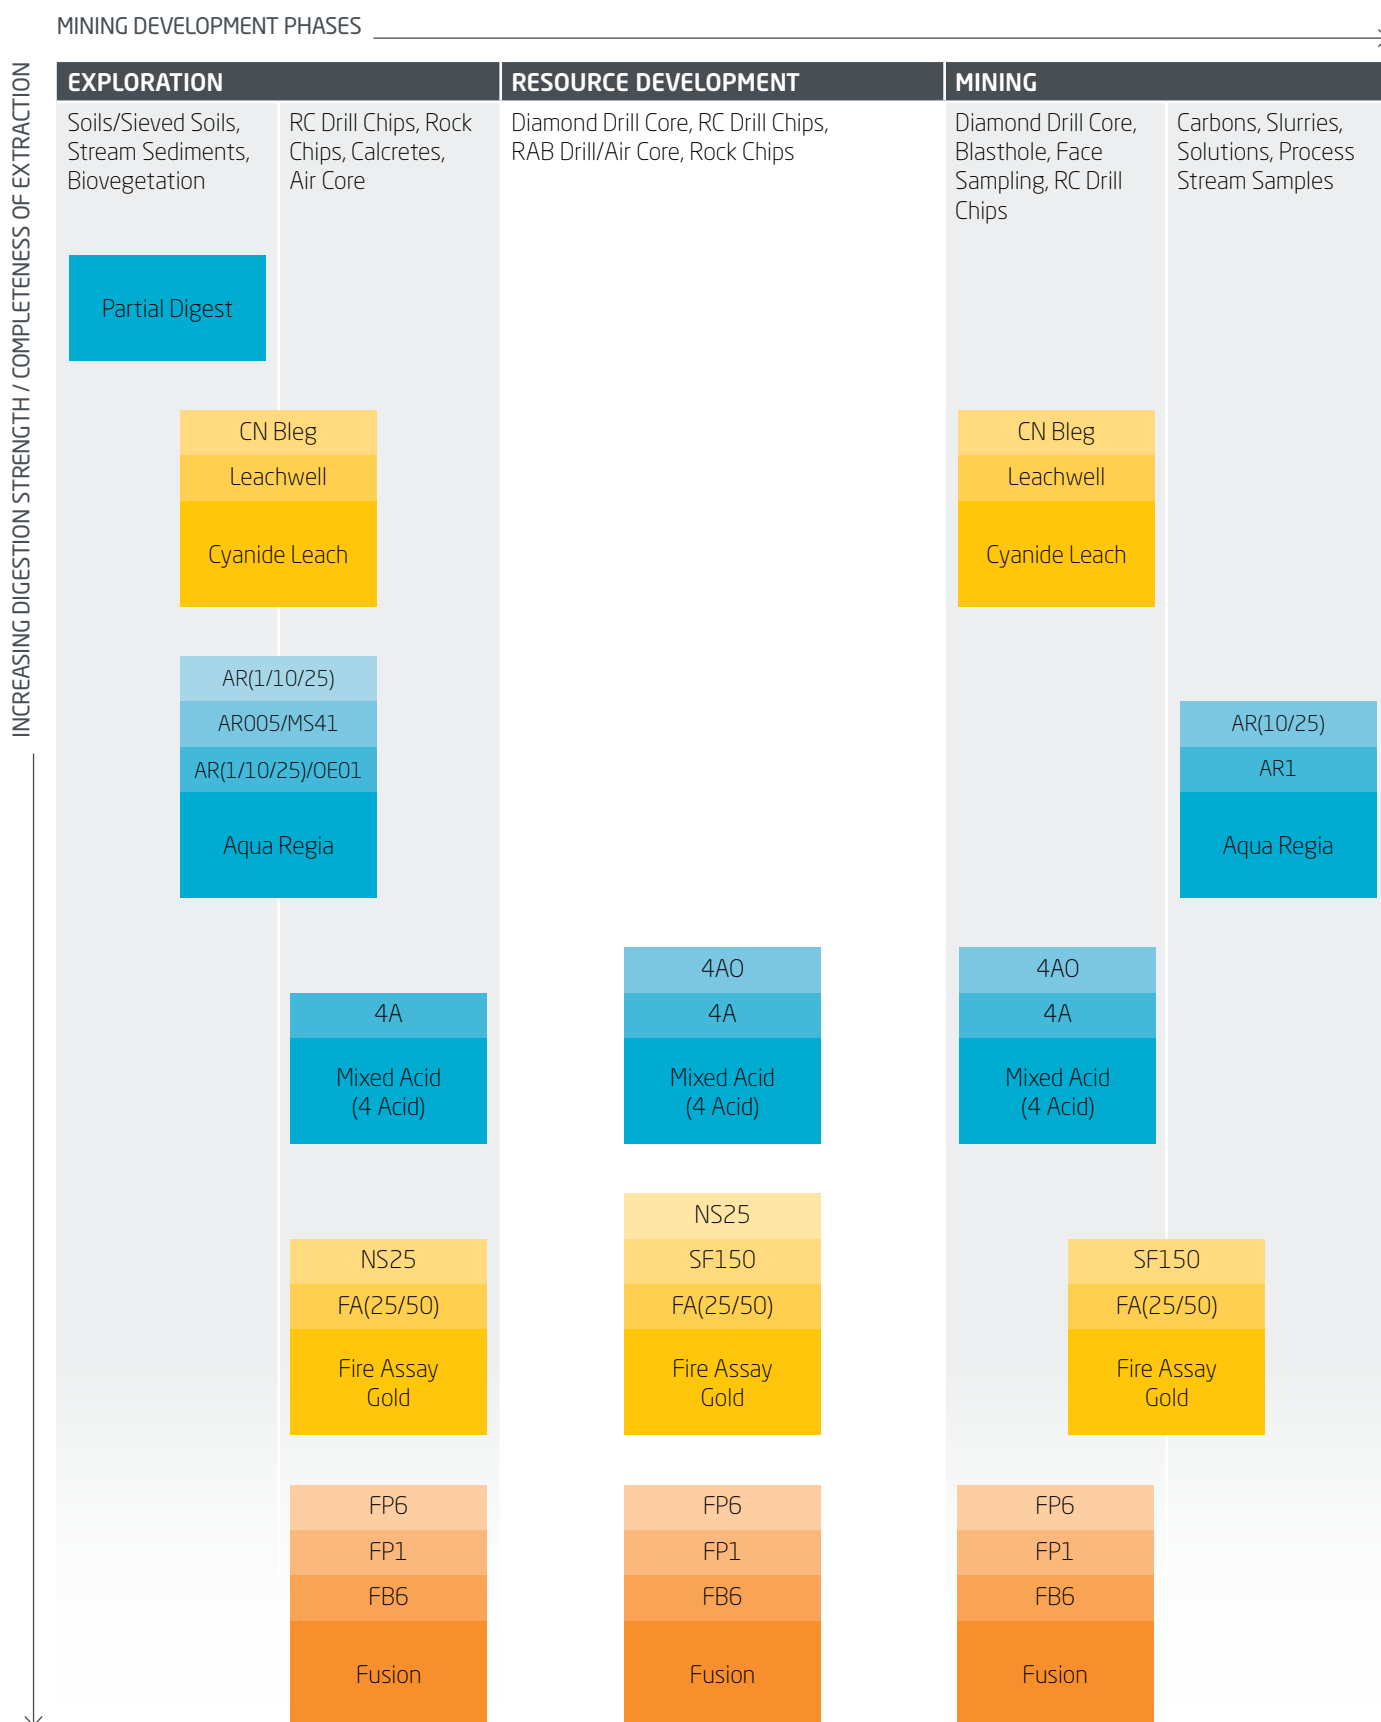 MINING DEVELOPMENT PHASES
INCREASING DIGESTION STRENGTH / COMPLETENESS OF EXTRACTION
EXPLORATION
RESOURCE DEVELOPMENT
MINING
Soils/Sieved Soils,
Stream Sediments,
Biovegetation
RC Drill Chips, Rock
Chips, Calcretes,
Air Core
Diamond Drill Core, RC Drill Chips,
RAB Drill/Air Core, Rock Chips
Diamond Drill Core,
Blasthole, Face
Sampling, RC Drill
Chips
Carbons, Slurries,
Solutions, Process
Stream Samples
Partial Digest
CN Bleg
Leachwell
Cyanide Leach
CN Bleg
Leachwell
Cyanide Leach
AR(1/10/25)
AR005/MS41
AR(1/10/25)/OE01
Aqua Regia
AR(10/25)
AR1
Aqua Regia
4A
Mixed Acid
(4 Acid)
4AO
4A
Mixed Acid
(4 Acid)
4AO
4A
Mixed Acid
(4 Acid)
NS25
FA(25/50)
Fire Assay
Gold
NS25
SF150
FA(25/50)
Fire Assay
Gold
SF150
FA(25/50)
Fire Assay
Gold
FP6
FP1
FB6
Fusion
FP6
FP1
FB6
Fusion
FP6
FP1
FB6
Fusion